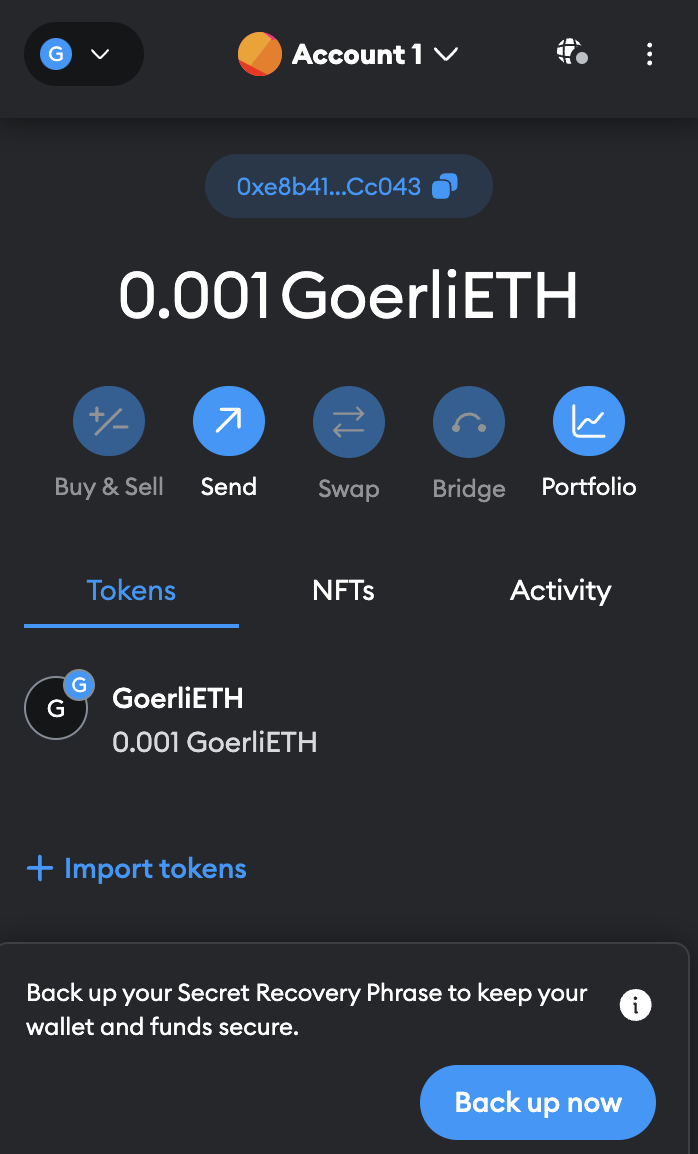 G
Account 1
0xe8b41...Cc043
0.001 GoerliETH
Buy & Sell
Send
Swap
Bridge
Portfolio
Tokens
NFTs
Activity
G
G
GoerliETH
0.001 GoerliETH
+ Import tokens
Back up your Secret Recovery Phrase to keep your
wallet and funds secure.
i
Back up now